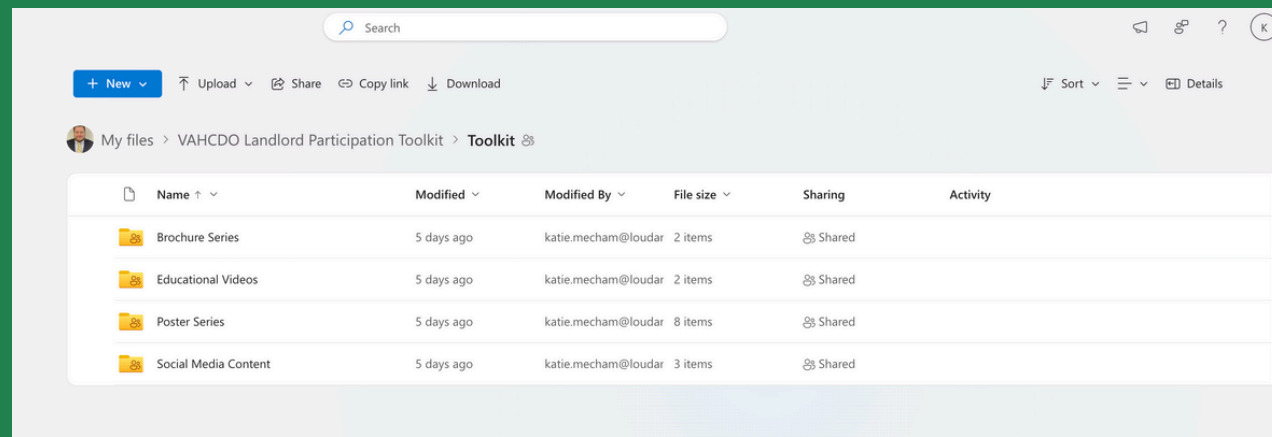 Search
K
+ New Upload Share Copy link Download Sort Details
My files > VAHCDO Landlord Participation Toolkit > Toolkit
Name ↑ Modified Modified By File size Sharing Activity
Brochure Series 5 days ago katie.mecham@loudar 2 items Shared
Educational Videos 5 days ago katie.mecham@loudar 2 items Shared
Poster Series 5 days ago katie.mecham@loudar 8 items Shared
Social Media Content 5 days ago katie.mecham@loudar 3 items Shared